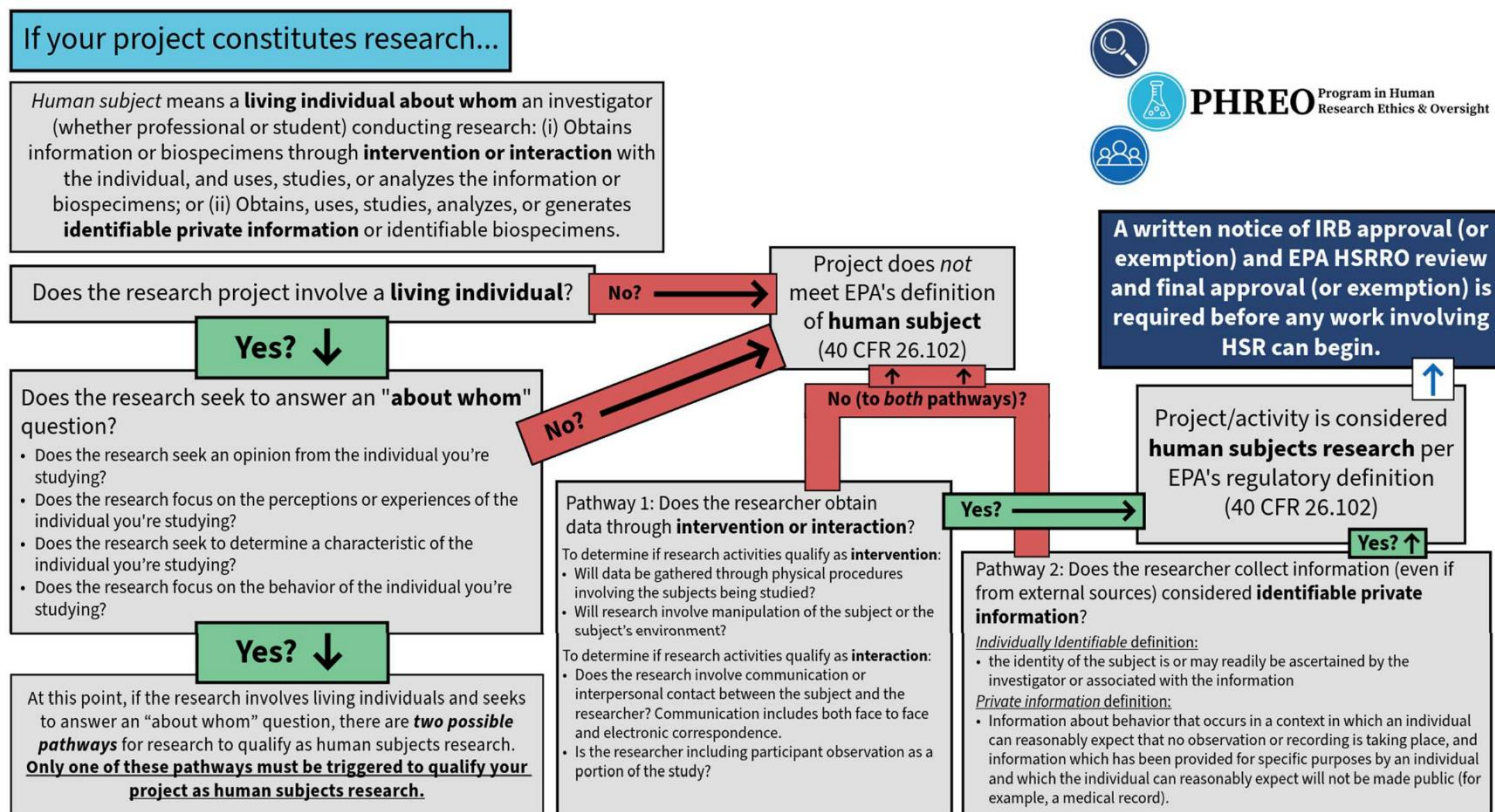 If your project constitutes research...
Human subject means a living individual about whom an investigator
(whether professional or student) conducting research: (i) Obtains
information or biospecimens through intervention or interaction with
the individual, and uses, studies, or analyzes the information or
biospecimens; or (ii) Obtains, uses, studies, analyzes, or generates
identifiable private information or identifiable biospecimens.
PHREO
Program in Human
Research Ethics & Oversight
Does the research project involve a living individual?
No?
Project does not
meet EPA's definition
of human subject
(40 CFR 26.102)
Yes?
Does the research seek to answer an "about whom"
question?
• Does the research seek an opinion from the individual you’re
studying?
• Does the research focus on the perceptions or experiences of the
individual you're studying?
• Does the research seek to determine a characteristic of the
individual you’re studying?
• Does the research focus on the behavior of the individual you’re
studying?
No?
Yes?
At this point, if the research involves living individuals and seeks
to answer an “about whom” question, there are two possible
pathways for research to qualify as human subjects research.
Only one of these pathways must be triggered to qualify your
project as human subjects research.
No (to both pathways)?
Pathway 1: Does the researcher obtain
data through intervention or interaction?
To determine if research activities qualify as intervention:
• Will data be gathered through physical procedures
involving the subjects being studied?
• Will research involve manipulation of the subject or the
subject’s environment?
To determine if research activities qualify as interaction:
• Does the research involve communication or
interpersonal contact between the subject and the
researcher? Communication includes both face to face
and electronic correspondence.
• Is the researcher including participant observation as a
portion of the study?
Yes?
A written notice of IRB approval (or
exemption) and EPA HSRRO review
and final approval (or exemption) is
required before any work involving
HSR can begin.
Project/activity is considered
human subjects research per
EPA's regulatory definition
(40 CFR 26.102)
Yes?
Pathway 2: Does the researcher collect information (even if
from external sources) considered identifiable private
information?
Individually Identifiable definition:
• the identity of the subject is or may readily be ascertained by the
investigator or associated with the information
Private information definition:
• Information about behavior that occurs in a context in which an individual
can reasonably expect that no observation or recording is taking place, and
information which has been provided for specific purposes by an individual
and which the individual can reasonably expect will not be made public (for
example, a medical record).